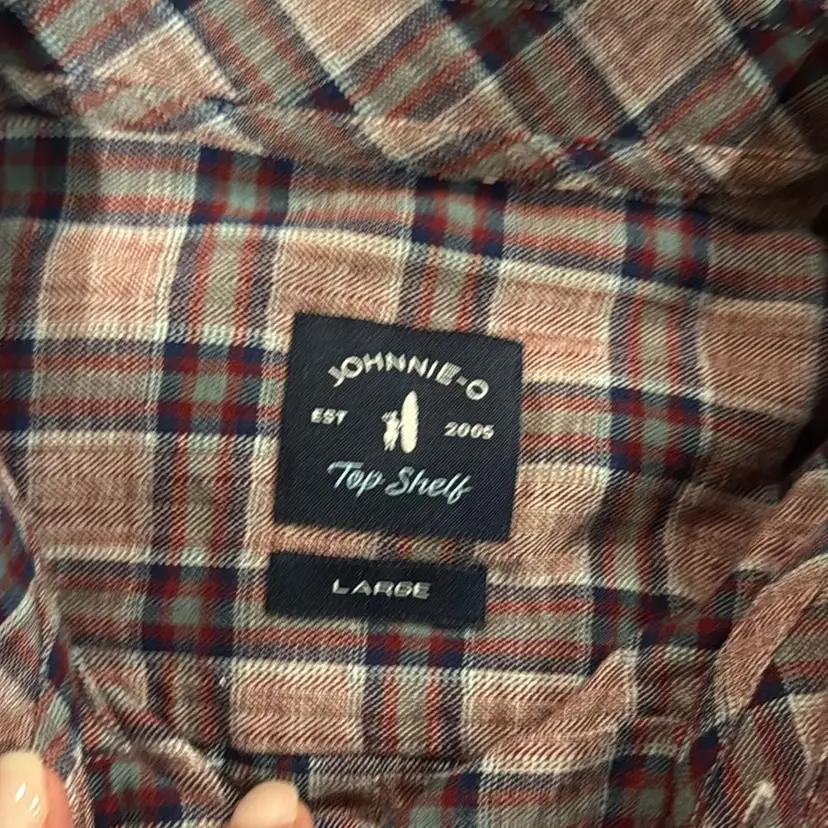 JOHNNIE-O
EST 2005
Top Shelf
LARGE